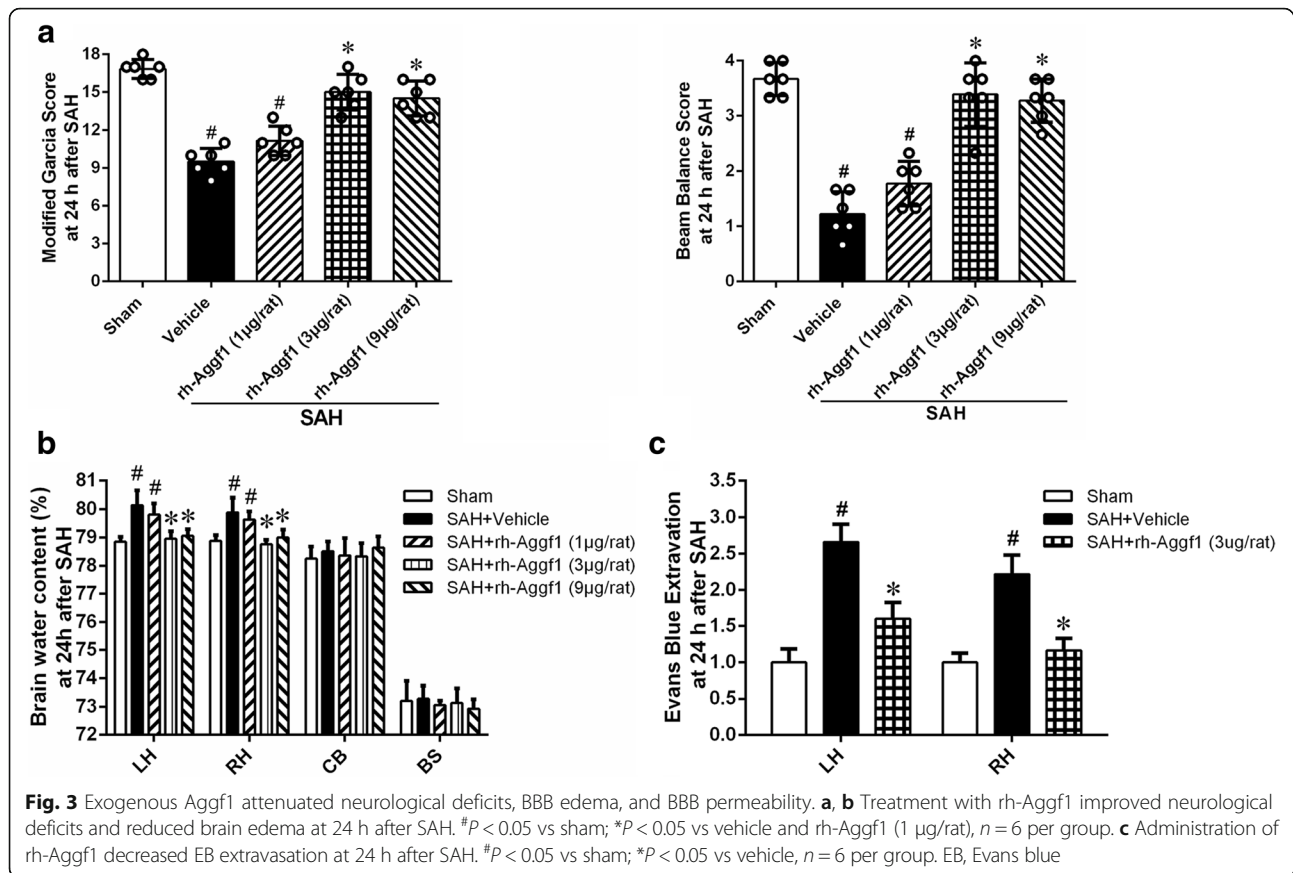 a
Modified Garcia Score
at 24 h after SAH
18
15
12
9
6
3
0
#
#
*
*
Sham
Vehicle
rh-Aggf1 (1μg/rat)
rh-Aggf1 (3μg/rat)
rh-Aggf1 (9μg/rat)
SAH
Beam Balance Score
at 24 h after SAH
4
3
2
1
0
#
#
*
*
Sham
Vehicle
rh-Aggf1 (1μg/rat)
rh-Aggf1 (3μg/rat)
rh-Aggf1 (9μg/rat)
SAH
b
Brain water content (%)
at 24h after SAH
81
80
79
78
77
76
75
74
73
72
# # * *
# # * *
LH
RH
CB
BS
Sham
SAH+Vehicle
SAH+rh-Aggf1 (1μg/rat)
SAH+rh-Aggf1 (3μg/rat)
SAH+rh-Aggf1 (9μg/rat)
c
Evans Blue Extravation
at 24 h after SAH
3.5
3.0
2.5
2.0
1.5
1.0
0.5
0.0
#
*
#
*
LH
RH
Sham
SAH+Vehicle
SAH+rh-Aggf1 (3ug/rat)
Fig. 3 Exogenous Aggf1 attenuated neurological deficits, BBB edema, and BBB permeability. a, b Treatment with rh-Aggf1 improved neurological
deficits and reduced brain edema at 24 h after SAH. #P < 0.05 vs sham; *P < 0.05 vs vehicle and rh-Aggf1 (1 μg/rat), n = 6 per group. c Administration of
rh-Aggf1 decreased EB extravasation at 24 h after SAH. #P < 0.05 vs sham; *P < 0.05 vs vehicle, n = 6 per group. EB, Evans blue